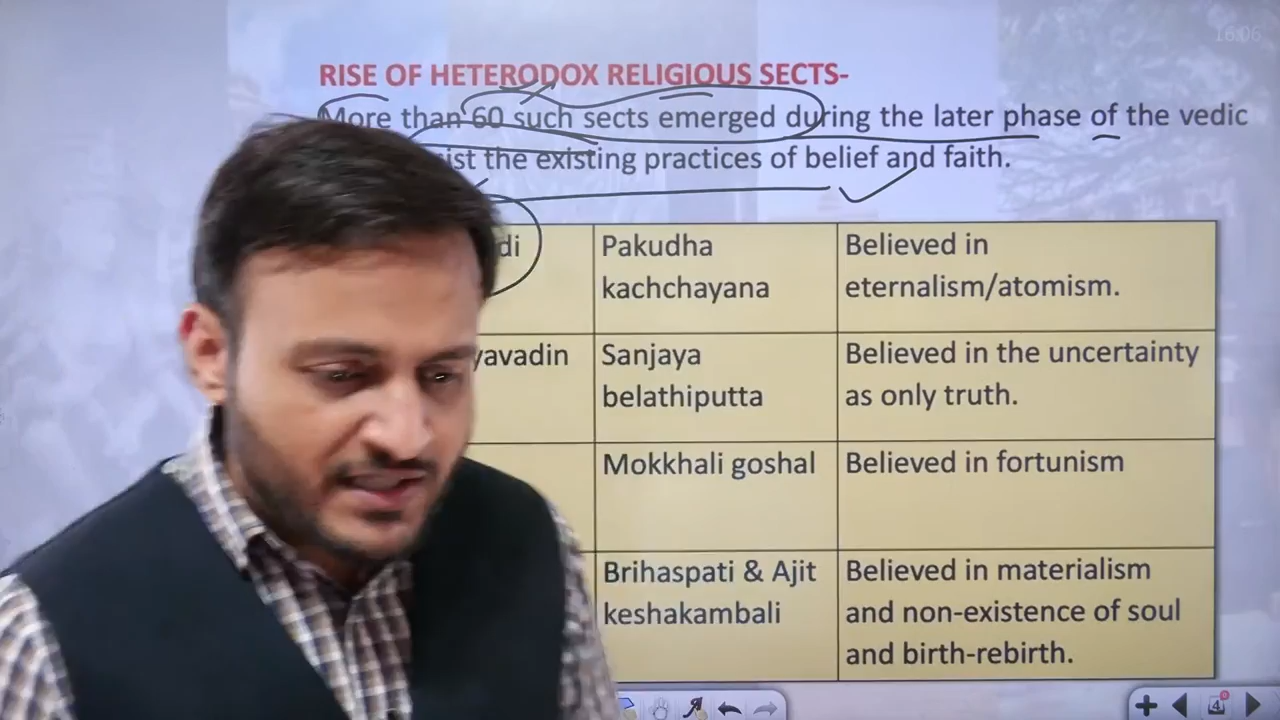 16:06
RISE OF HETERODOX RELIGIOUS SECTS-
More than 60 such sects emerged during the later phase of the vedic
the existing practices of belief and faith.
Pakudha
kachchayana
Believed in
eternalism/atomism.
Sanjaya
belathiputta
Believed in the uncertainty
as only truth.
Mokkhali goshal
Believed in fortunism
Brihaspati & Ajit
keshakambali
Believed in materialism
and non-existence of soul
and birth-rebirth.
4